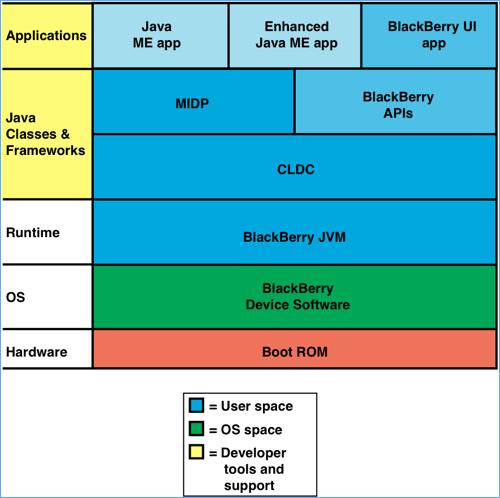 Applications
Java
ME app
Enhanced
Java ME app
BlackBerry UI
app
Java
Classes &
Frameworks
MIDP
BlackBerry
APIs
CLDC
Runtime
BlackBerry JVM
OS
BlackBerry
Device Software
Hardware
Boot ROM
= User space
= OS space
= Developer
tools and
support